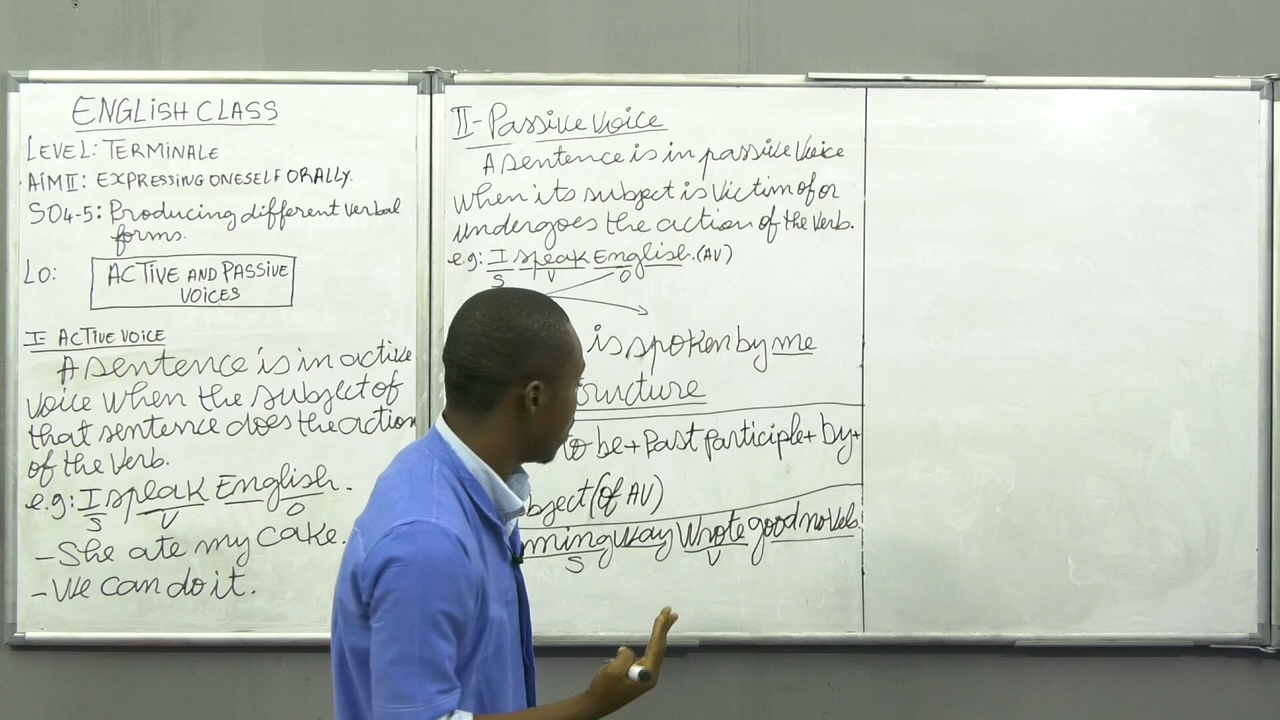 ENGLISH CLASS
LEVEL: TERMINALE
AIM II: EXPRESSING ONESELF ORALLY.
SO4-5: Producing different verbal
forms.
LO: ACTIVE AND PASSIVE
VOICES
I- ACTIVE VOICE
A sentence is in active
voice when the subject of
that sentence does the action
of the verb.
e.g: I speak English.
S V O
- She ate my cake.
- We can do it.
II- Passive voice
A sentence is in passive voice
when its subject is victim of or
undergoes the action of the verb.
e.g: I speak English. (AV)
S V O
is spoken by me
to be + Past participle + by +
(of AV)
wrote good novels.
S V